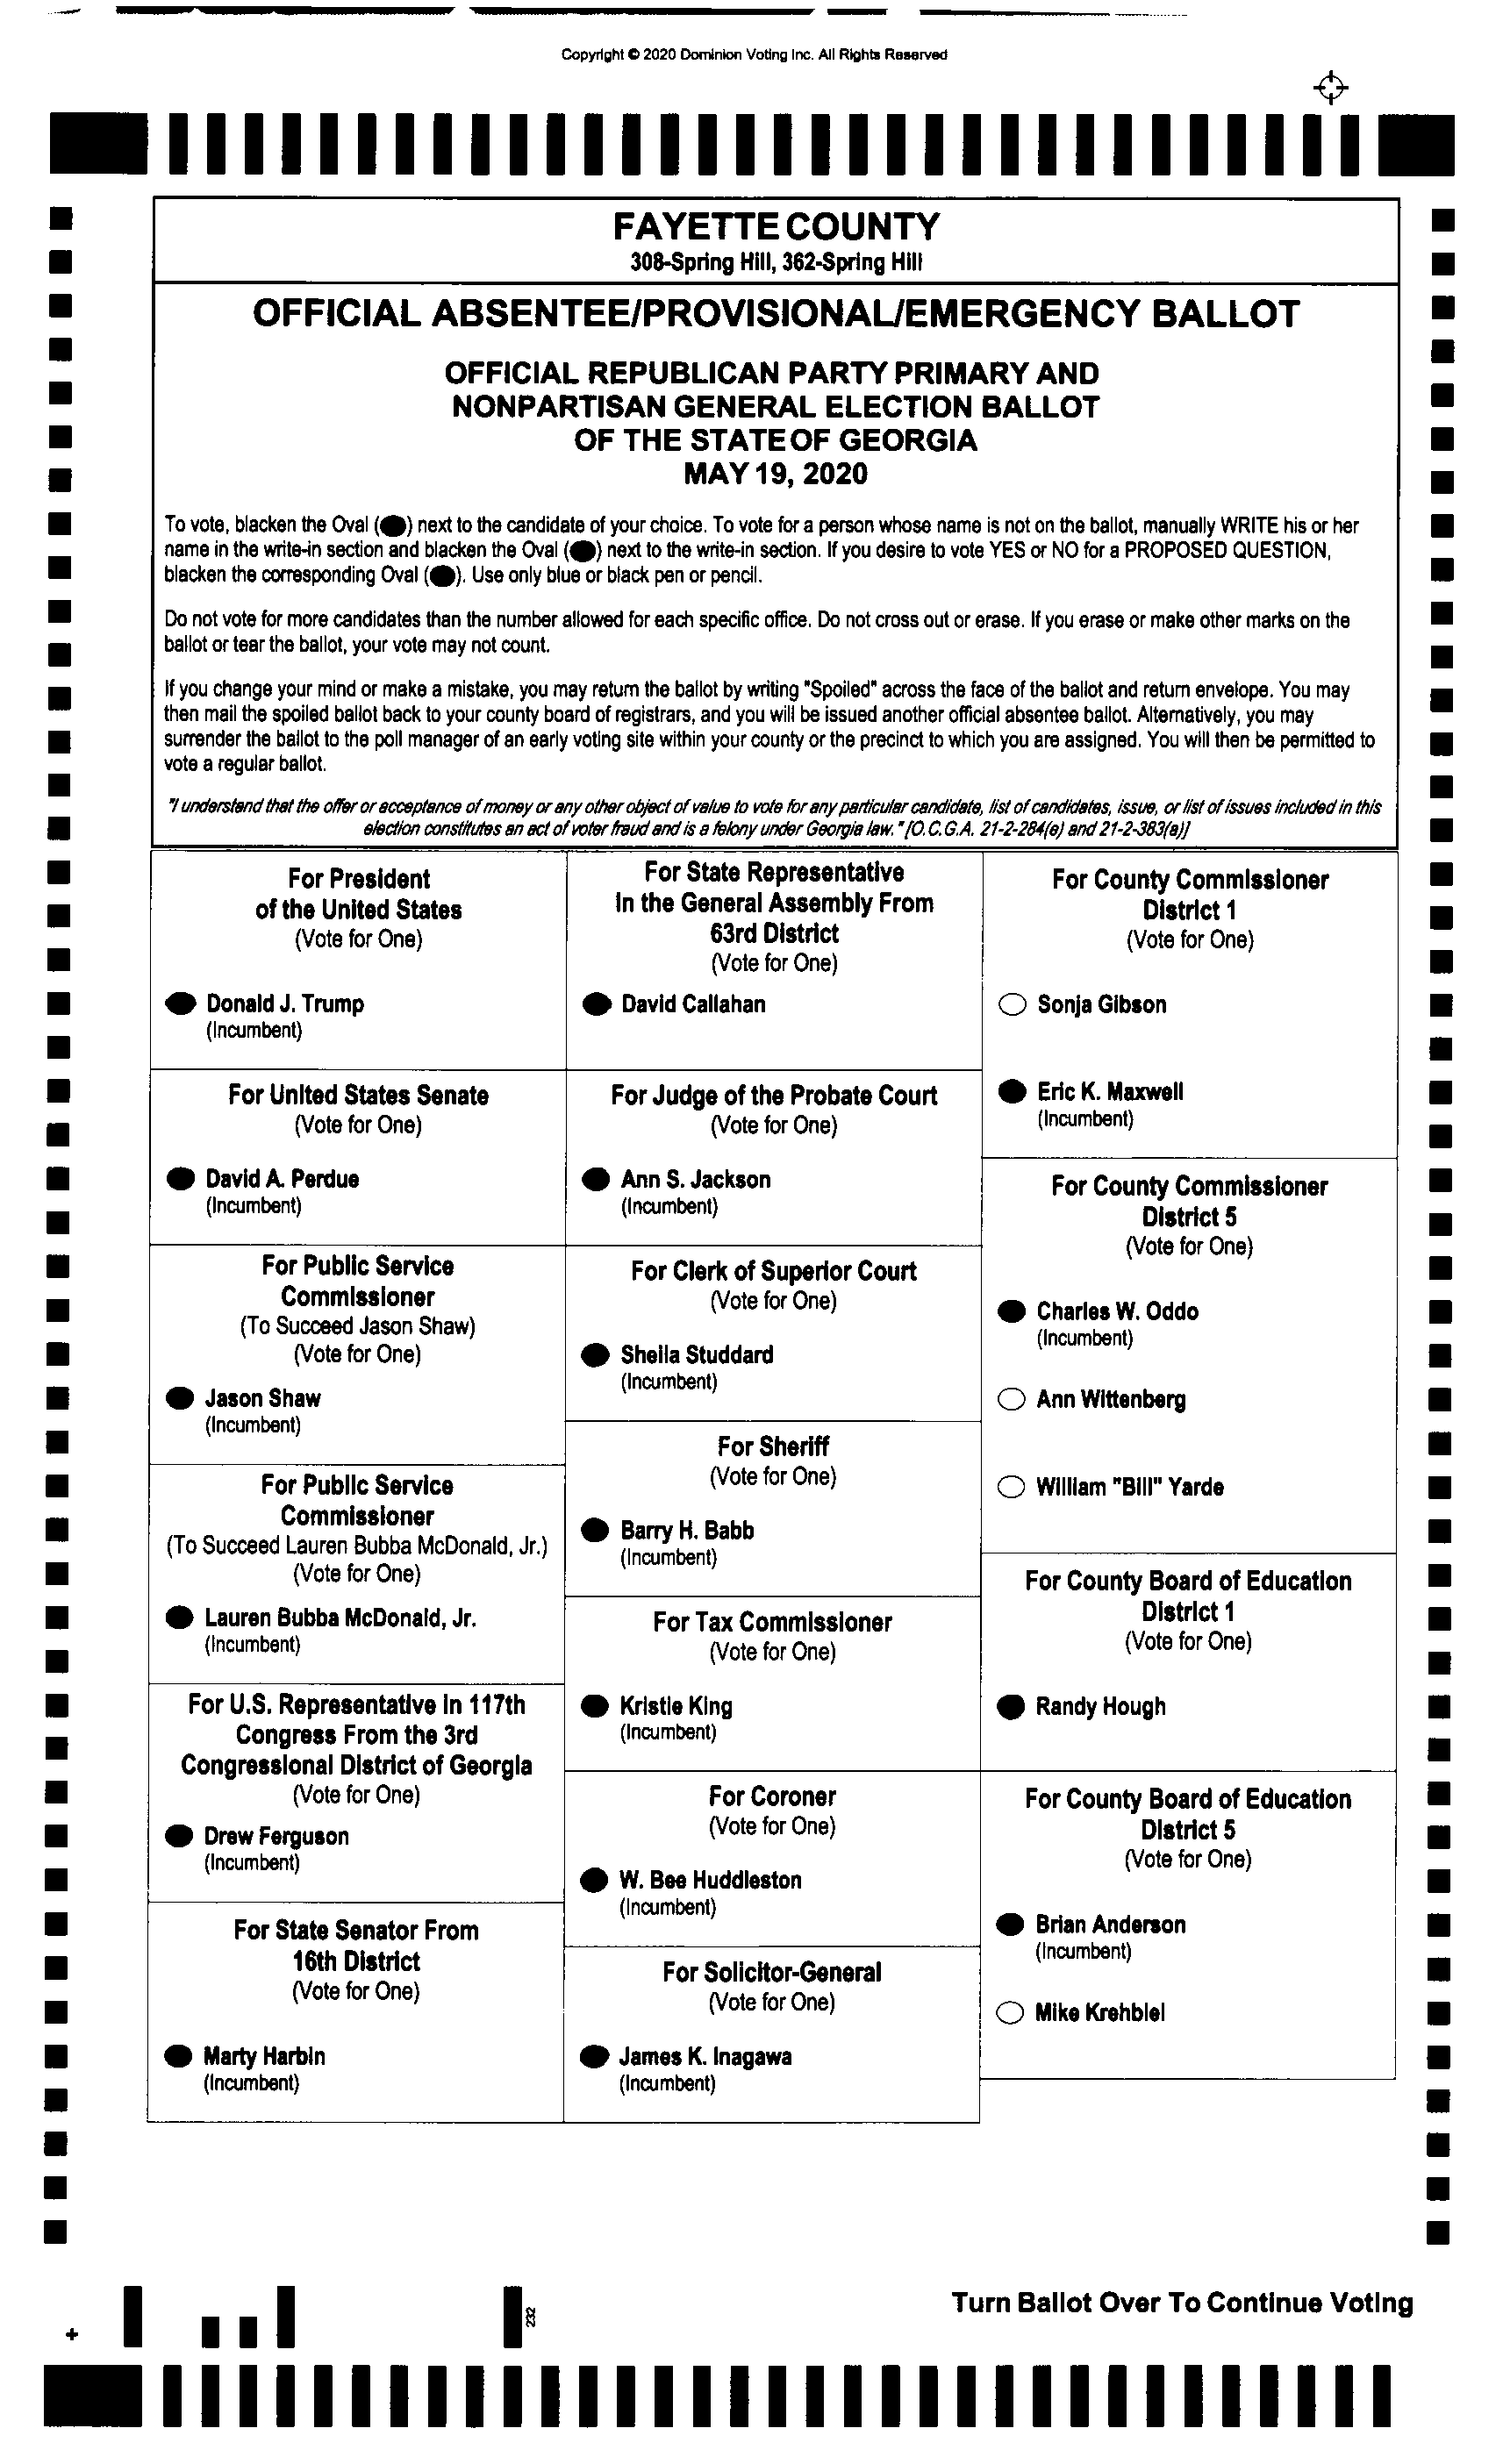 Copyright © 2020 Dominion Voting Inc. All Rights Reserved
FAYETTE COUNTY
308-Spring Hill, 362-Spring Hill
OFFICIAL ABSENTEE/PROVISIONAL/EMERGENCY BALLOT
OFFICIAL REPUBLICAN PARTY PRIMARY AND
NONPARTISAN GENERAL ELECTION BALLOT
OF THE STATE OF GEORGIA
MAY 19, 2020
To vote, blacken the Oval (●) next to the candidate of your choice. To vote for a person whose name is not on the ballot, manually WRITE his or her
name in the write-in section and blacken the Oval (●) next to the write-in section. If you desire to vote YES or NO for a PROPOSED QUESTION,
blacken the corresponding Oval (●). Use only blue or black pen or pencil.
Do not vote for more candidates than the number allowed for each specific office. Do not cross out or erase. If you erase or make other marks on the
ballot or tear the ballot, your vote may not count.
If you change your mind or make a mistake, you may return the ballot by writing "Spoiled" across the face of the ballot and return envelope. You may
then mail the spoiled ballot back to your county board of registrars, and you will be issued another official absentee ballot. Alternatively, you may
surrender the ballot to the poll manager of an early voting site within your county or the precinct to which you are assigned. You will then be permitted to
vote a regular ballot.
"I understand that the offer or acceptance of money or any other object of value to vote for any particular candidate, list of candidates, issue, or list of issues included in this
election constitutes an act of voter fraud and is a felony under Georgia law." [O.C.G.A. 21-2-284(e) and 21-2-383(a)]
For President
of the United States
(Vote for One)
Donald J. Trump
(Incumbent)
For United States Senate
(Vote for One)
David A. Perdue
(Incumbent)
For Public Service
Commissioner
(To Succeed Jason Shaw)
(Vote for One)
Jason Shaw
(Incumbent)
For Public Service
Commissioner
(To Succeed Lauren Bubba McDonald, Jr.)
(Vote for One)
Lauren Bubba McDonald, Jr.
(Incumbent)
For U.S. Representative in 117th
Congress From the 3rd
Congressional District of Georgia
(Vote for One)
Drew Ferguson
(Incumbent)
For State Senator From
16th District
(Vote for One)
Marty Harbin
(Incumbent)
For State Representative
In the General Assembly From
63rd District
(Vote for One)
David Callahan
For Judge of the Probate Court
(Vote for One)
Ann S. Jackson
(Incumbent)
For Clerk of Superior Court
(Vote for One)
Sheila Studdard
(Incumbent)
For Sheriff
(Vote for One)
Barry H. Babb
(Incumbent)
For Tax Commissioner
(Vote for One)
Kristie King
(Incumbent)
For Coroner
(Vote for One)
W. Bee Huddleston
(Incumbent)
For Solicitor-General
(Vote for One)
James K. Inagawa
(Incumbent)
For County Commissioner
District 1
(Vote for One)
Sonja Gibson
Eric K. Maxwell
(Incumbent)
For County Commissioner
District 5
(Vote for One)
Charles W. Oddo
(Incumbent)
Ann Wittenberg
William "Bill" Yarde
For County Board of Education
District 1
(Vote for One)
Randy Hough
For County Board of Education
District 5
(Vote for One)
Brian Anderson
(Incumbent)
Mike Krehbiel
Turn Ballot Over To Continue Voting
232